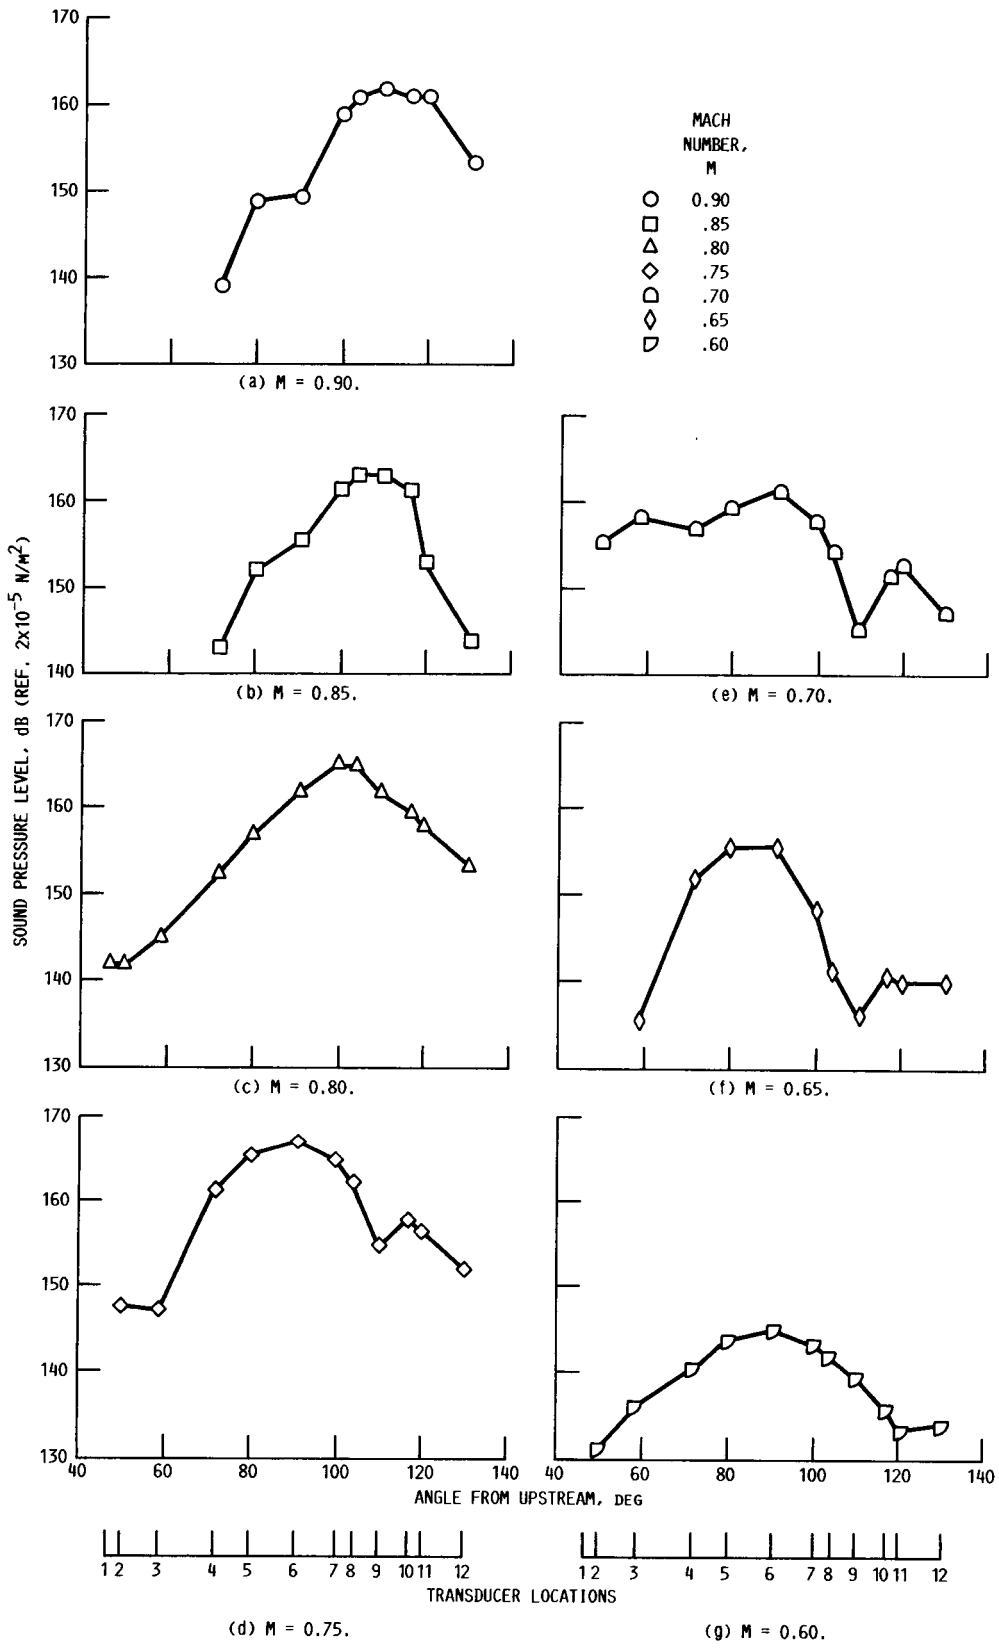 170
160
150
140
130
(a) M = 0.90.
MACH
NUMBER,
M
0.90
.85
.80
.75
.70
.65
.60
SOUND PRESSURE LEVEL, dB (REF. 2x10⁻⁵ N/M²)
170
160
150
140
(b) M = 0.85.
(e) M = 0.70.
170
160
150
140
130
(c) M = 0.80.
(f) M = 0.65.
170
160
150
140
130
40 60 80 100 120 140
40 60 80 100 120 140
ANGLE FROM UPSTREAM, DEG
1 2 3 4 5 6 7 8 9 10 11 12
1 2 3 4 5 6 7 8 9 10 11 12
TRANSDUCER LOCATIONS
(d) M = 0.75.
(g) M = 0.60.